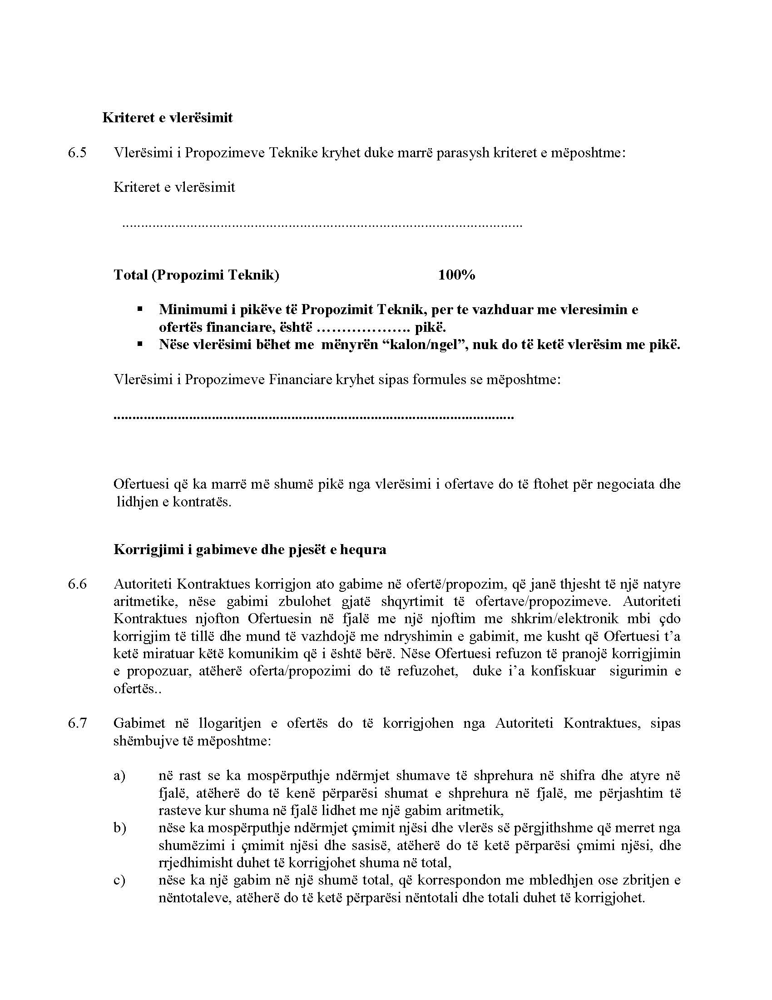 Kriteret e vlerësimit
6.5 Vlerësimi i Propozimeve Teknike kryhet duke marrë parasysh kriteret e mëposhtme:
Kriteret e vlerësimit
..........................................................................................................
Total (Propozimi Teknik) 100%
▪ Minimumi i pikëve të Propozimit Teknik, per te vazhduar me vleresimin e
ofertës financiare, është ………………. pikë.
▪ Nëse vlerësimi bëhet me mënyrën “kalon/ngel”, nuk do të ketë vlerësim me pikë.
Vlerësimi i Propozimeve Financiare kryhet sipas formules se mëposhtme:
..........................................................................................................
Ofertuesi që ka marrë më shumë pikë nga vlerësimi i ofertave do të ftohet për negociata dhe
lidhjen e kontratës.
Korrigjimi i gabimeve dhe pjesët e hequra
6.6 Autoriteti Kontraktues korrigjon ato gabime në ofertë/propozim, që janë thjesht të një natyre
aritmetike, nëse gabimi zbulohet gjatë shqyrtimit të ofertave/propozimeve. Autoriteti
Kontraktues njofton Ofertuesin në fjalë me një njoftim me shkrim/elektronik mbi çdo
korrigjim të tillë dhe mund të vazhdojë me ndryshimin e gabimit, me kusht që Ofertuesi t’a
ketë miratuar këtë komunikim që i është bërë. Nëse Ofertuesi refuzon të pranojë korrigjimin
e propozuar, atëherë oferta/propozimi do të refuzohet, duke i’a konfiskuar sigurimin e
ofertës..
6.7 Gabimet në llogaritjen e ofertës do të korrigjohen nga Autoriteti Kontraktues, sipas
shëmbujve të mëposhtme:
a) në rast se ka mospërputhje ndërmjet shumave të shprehura në shifra dhe atyre në
fjalë, atëherë do të kenë përparësi shumat e shprehura në fjalë, me përjashtim të
rasteve kur shuma në fjalë lidhet me një gabim aritmetik,
b) nëse ka mospërputhje ndërmjet çmimit njësi dhe vlerës së përgjithshme që merret nga
shumëzimi i çmimit njësi dhe sasisë, atëherë do të ketë përparësi çmimi njësi, dhe
rrjedhimisht duhet të korrigjohet shuma në total,
c) nëse ka një gabim në një shumë total, që korrespondon me mbledhjen ose zbritjen e
nëntotaleve, atëherë do të ketë përparësi nëntotali dhe totali duhet të korrigjohet.